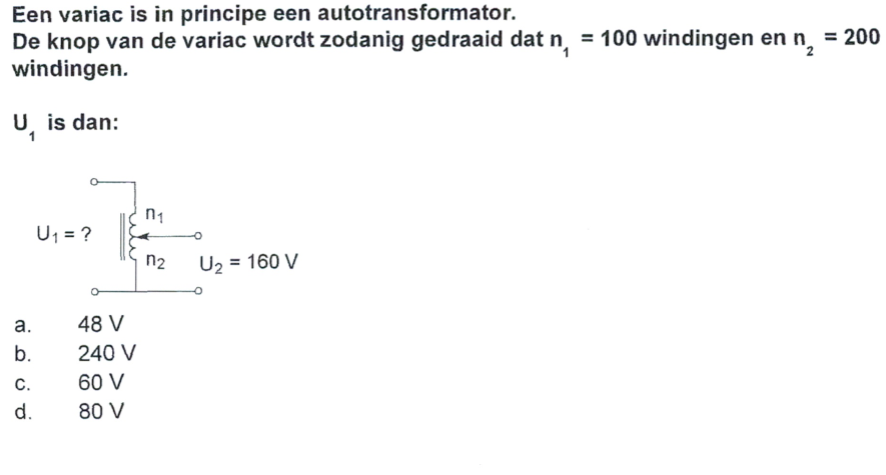 Een variac is in principe een autotransformator.
De knop van de variac wordt zodanig gedraaid dat n₁ = 100 windingen en n₂ = 200
windingen.
U₁ is dan:
n₁
U₁ = ?
n₂ U₂ = 160 V
a. 48 V
b. 240 V
c. 60 V
d. 80 V